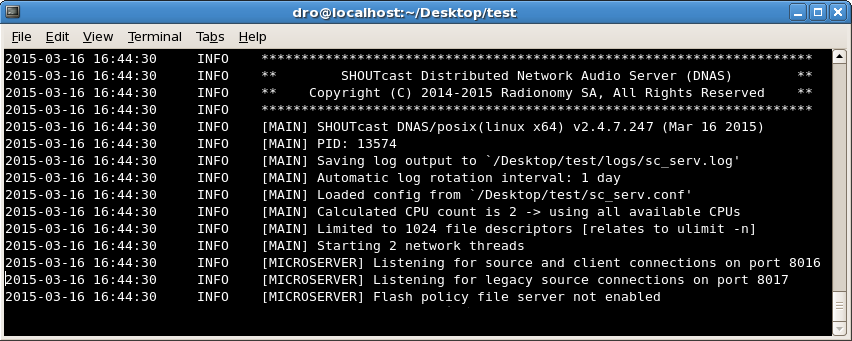 dro@localhost:~/Desktop/test
File Edit View Terminal Tabs Help
2015-03-16 16:44:30 INFO *********************************************************************
2015-03-16 16:44:30 INFO ** SHOUTcast Distributed Network Audio Server (DNAS) **
2015-03-16 16:44:30 INFO ** Copyright (C) 2014-2015 Radionomy SA, All Rights Reserved **
2015-03-16 16:44:30 INFO *********************************************************************
2015-03-16 16:44:30 INFO [MAIN] SHOUTcast DNAS/posix(linux x64) v2.4.7.247 (Mar 16 2015)
2015-03-16 16:44:30 INFO [MAIN] PID: 13574
2015-03-16 16:44:30 INFO [MAIN] Saving log output to `/Desktop/test/logs/sc_serv.log'
2015-03-16 16:44:30 INFO [MAIN] Automatic log rotation interval: 1 day
2015-03-16 16:44:30 INFO [MAIN] Loaded config from `/Desktop/test/sc_serv.conf'
2015-03-16 16:44:30 INFO [MAIN] Calculated CPU count is 2 -> using all available CPUs
2015-03-16 16:44:30 INFO [MAIN] Limited to 1024 file descriptors [relates to ulimit -n]
2015-03-16 16:44:30 INFO [MAIN] Starting 2 network threads
2015-03-16 16:44:30 INFO [MICROSERVER] Listening for source and client connections on port 8016
2015-03-16 16:44:30 INFO [MICROSERVER] Listening for legacy source connections on port 8017
2015-03-16 16:44:30 INFO [MICROSERVER] Flash policy file server not enabled